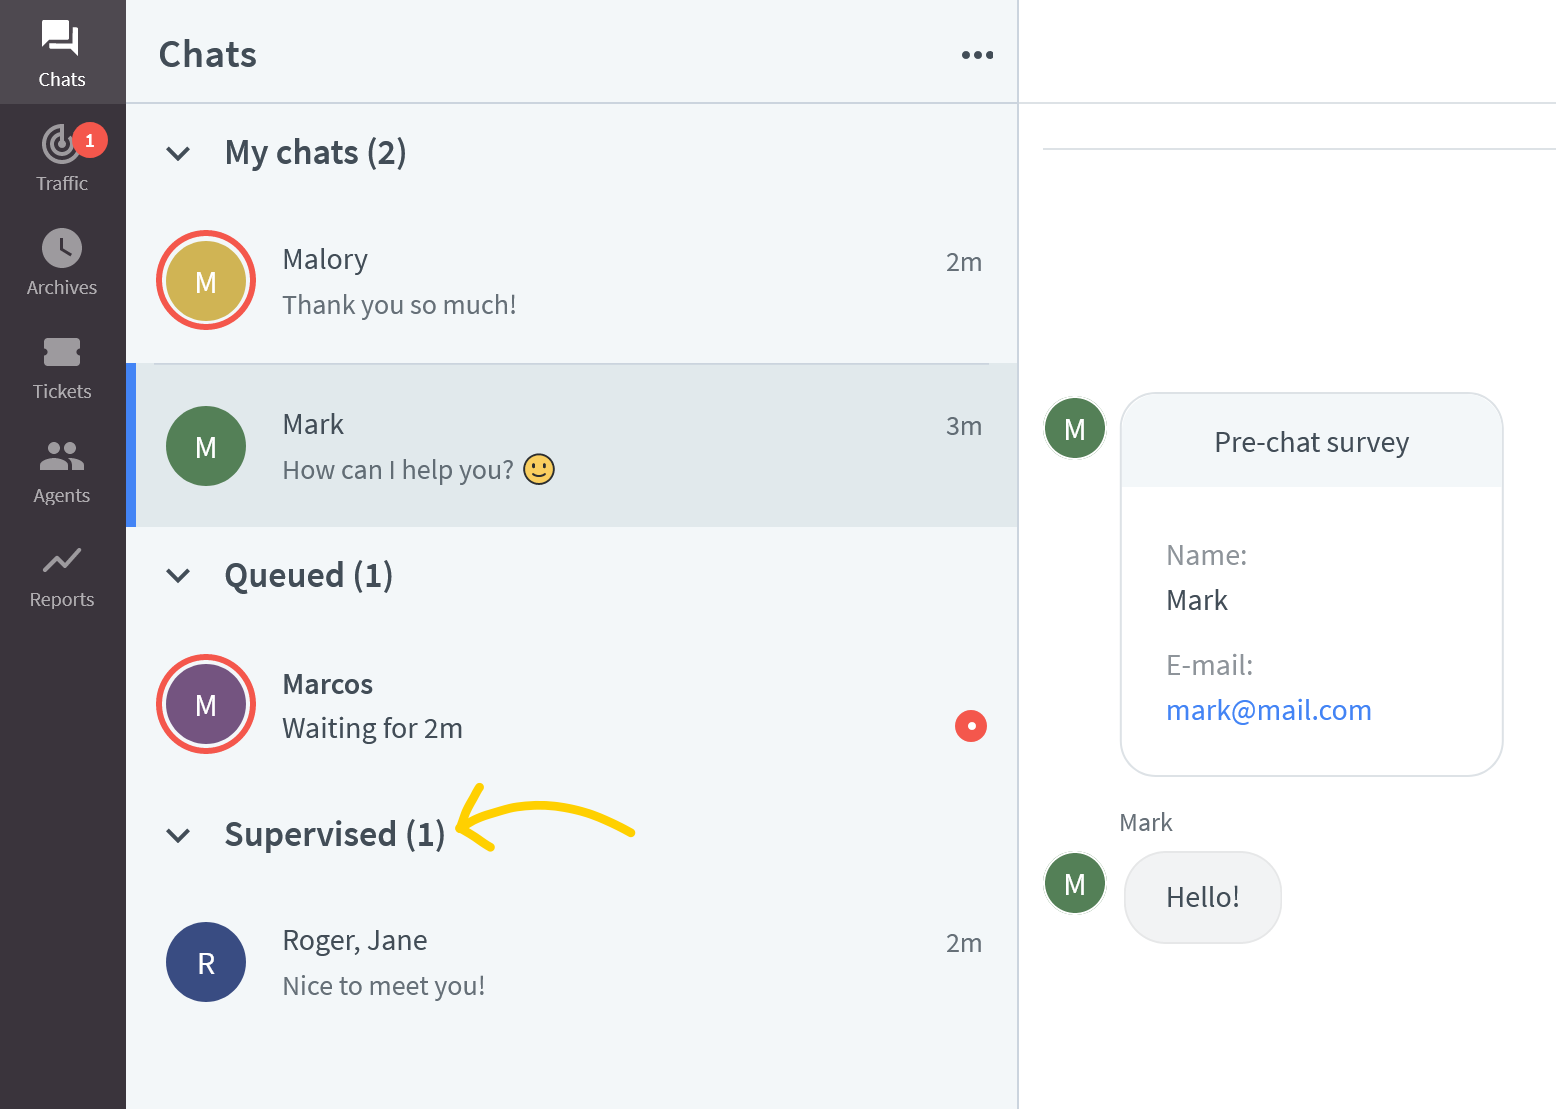 Chats
Traffic
1
Archives
Tickets
Agents
Reports
Chats
My chats (2)
M
Malory
2m
Thank you so much!
M
Mark
3m
How can I help you? 🙂
Queued (1)
M
Marcos
Waiting for 2m
Supervised (1)
R
Roger, Jane
2m
Nice to meet you!
M
Pre-chat survey
Name:
Mark
E-mail:
mark@mail.com
Mark
M
Hello!